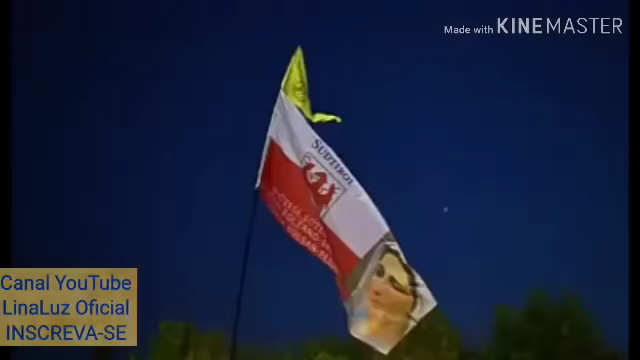 Made with KINEMASTER
SÜDTIROL
Canal YouTube
LinaLuz Oficial
INSCREVA-SE